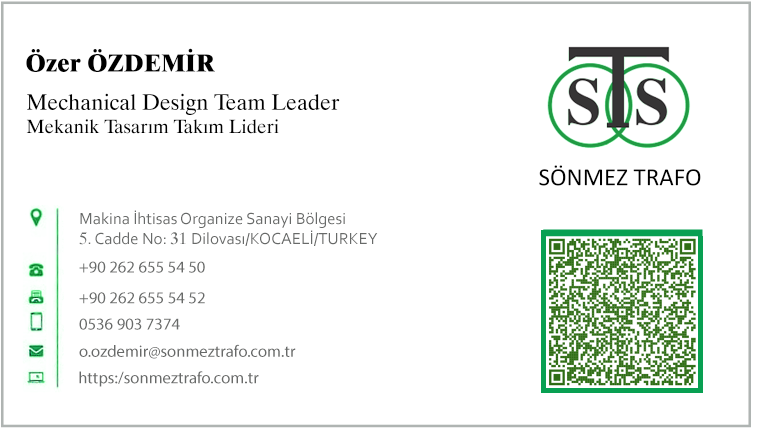 Özer ÖZDEMİR
Mechanical Design Team Leader
Mekanik Tasarım Takım Lideri
STS
SÖNMEZ TRAFO
Makina İhtisas Organize Sanayi Bölgesi
5. Cadde No: 31 Dilovası/KOCAELİ/TURKEY
+90 262 655 54 50
+90 262 655 54 52
0536 903 7374
o.ozdemir@sonmeztrafo.com.tr
https:/sonmeztrafo.com.tr